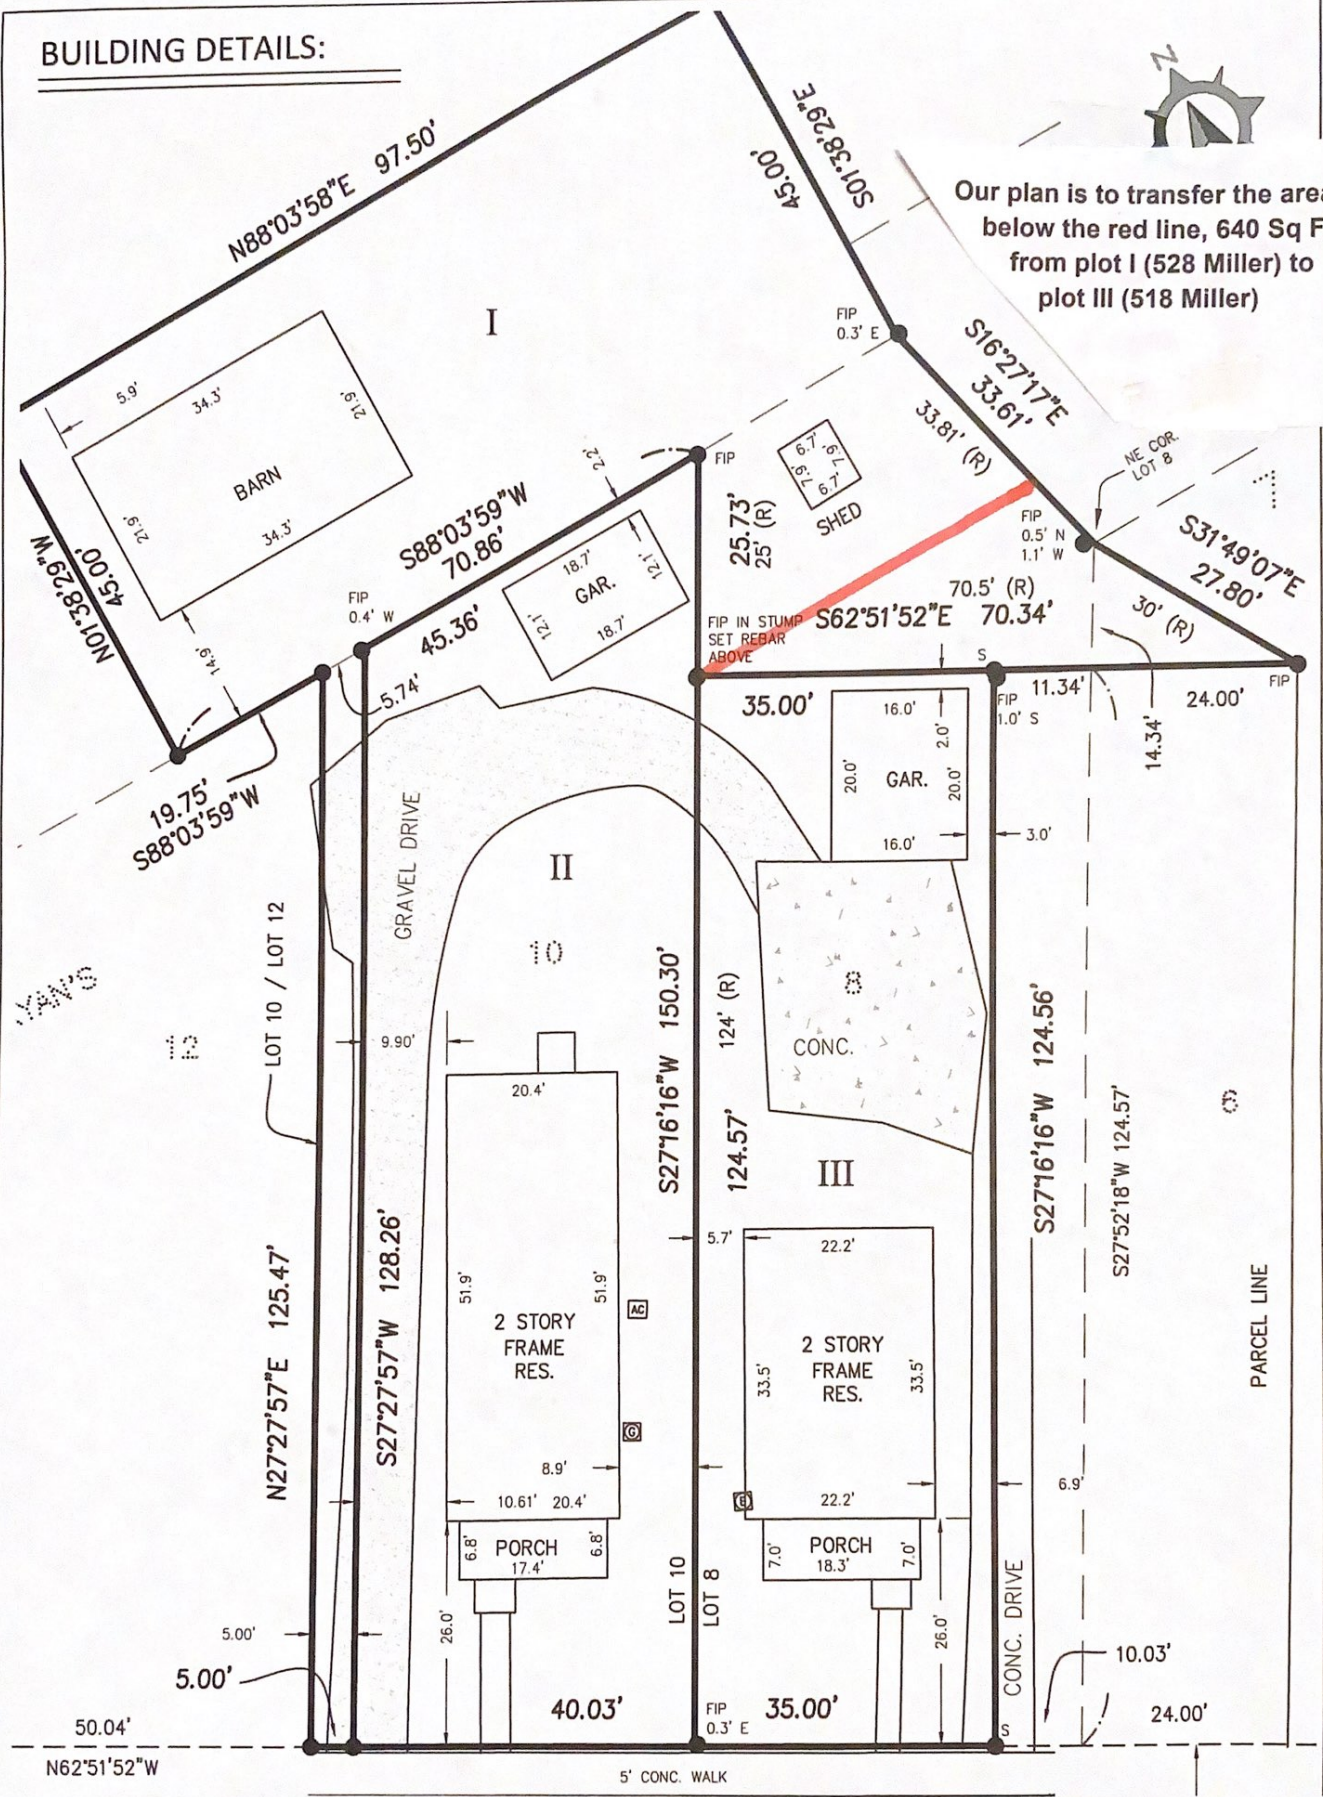 BUILDING DETAILS:
N
Our plan is to transfer the area
below the red line, 640 Sq F
from plot I (528 Miller) to
plot III (518 Miller)
N88°03'58"E 97.50'
S01°38'29"E
45.00'
I
FIP
0.3' E
S16°27'17"E
33.61'
33.81' (R)
5.9'
34.3'
21.9'
BARN
21.9'
34.3'
14.9'
2.2'
FIP
6.7'
7.9'
7.9'
6.7'
SHED
NE COR.
LOT 8
7
S88°03'59"W
70.86'
25.73'
25' (R)
FIP
0.5' N
1.1' W
S31°49'07"E
27.80'
30' (R)
N01°38'29"W
45.00'
FIP
0.4' W
45.36'
18.7'
12.1'
GAR.
12.1'
18.7'
FIP IN STUMP
SET REBAR
ABOVE
70.5' (R)
S62°51'52"E 70.34'
S
5.74'
35.00'
11.34'
24.00'
FIP
FIP
1.0' S
14.34'
19.75'
S88°03'59"W
16.0'
2.0'
20.0'
GAR.
20.0'
16.0'
3.0'
GRAVEL DRIVE
II
10
8
CONC.
YAN'S
12
LOT 10 / LOT 12
9.90'
S27°16'16"W 150.30'
124' (R)
124.57'
S27°16'16"W 124.56'
S27°52'18"W 124.57'
6
20.4'
III
5.7'
22.2'
N27°27'57"E 125.47'
S27°27'57"W 128.26'
51.9'
51.9'
AC
2 STORY
FRAME
RES.
G
33.5'
2 STORY
FRAME
RES.
33.5'
PARCEL LINE
8.9'
10.61' 20.4'
E
22.2'
6.9'
6.8'
PORCH
17.4'
6.8'
7.0'
PORCH
18.3'
7.0'
LOT 10
LOT 8
CONC. DRIVE
5.00'
26.0'
26.0'
10.03'
5.00'
40.03'
FIP
0.3' E
35.00'
S
24.00'
50.04'
N62°51'52"W
5' CONC. WALK